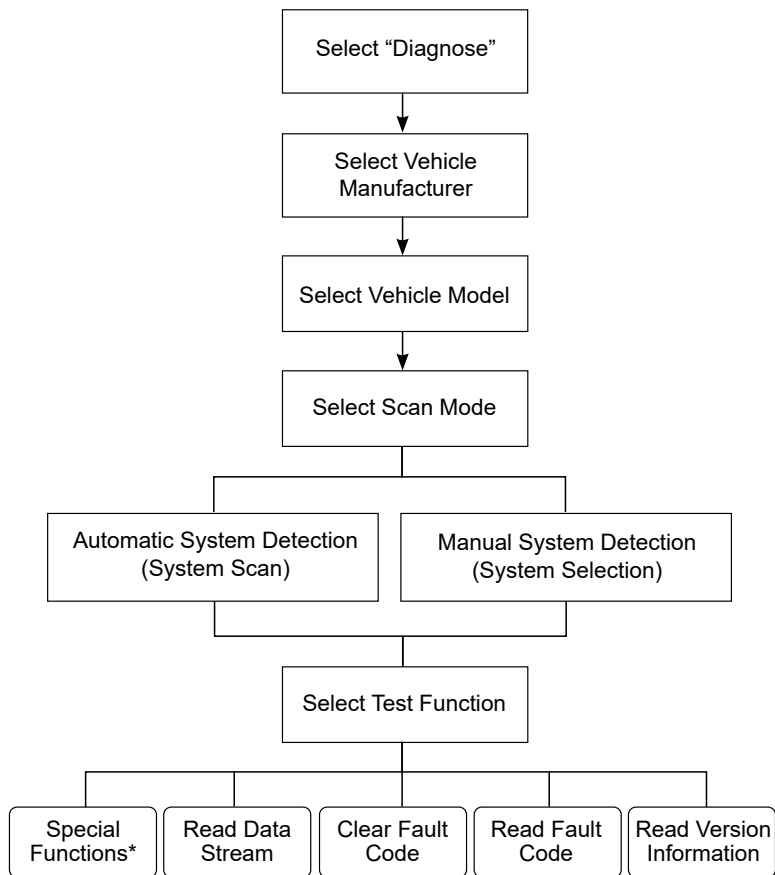 Select “Diagnose”
Select Vehicle
Manufacturer
Select Vehicle Model
Select Scan Mode
Automatic System Detection
(System Scan)
Manual System Detection
(System Selection)
Select Test Function
Special
Functions*
Read Data
Stream
Clear Fault
Code
Read Fault
Code
Read Version
Information